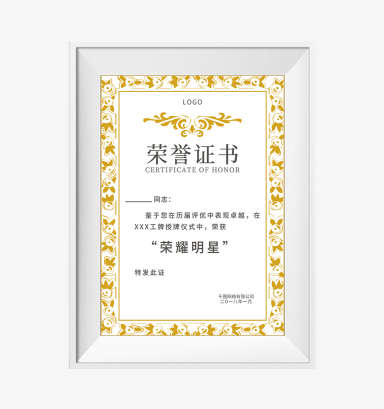 LOGO
荣誉证书
CERTIFICATE OF HONOR
同志：
鉴于您在历届评优中表现卓越，在
XXX工牌授牌仪式中，荣获
“荣耀明星”
特发此证
千图网络有限公司
二〇一八年一月